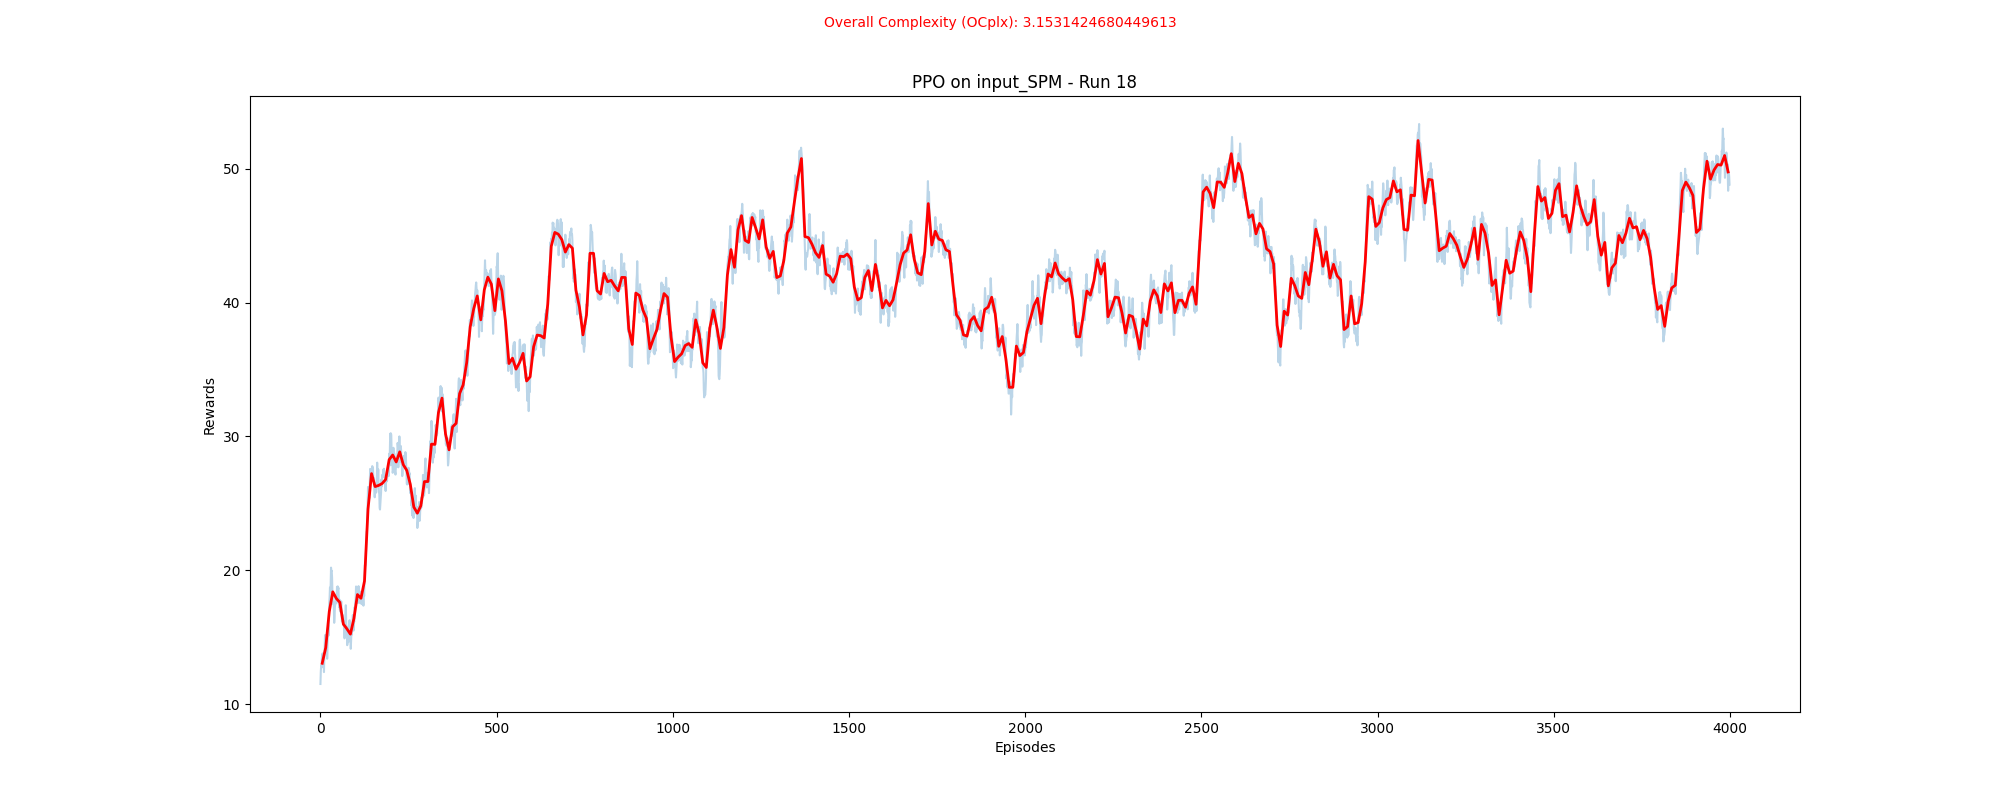 Overall Complexity (OCplx): 3.1531424680449613
PPO on input_SPM - Run 18
50
40
30
20
10
Rewards
0 500 1000 1500 2000 2500 3000 3500 4000
Episodes